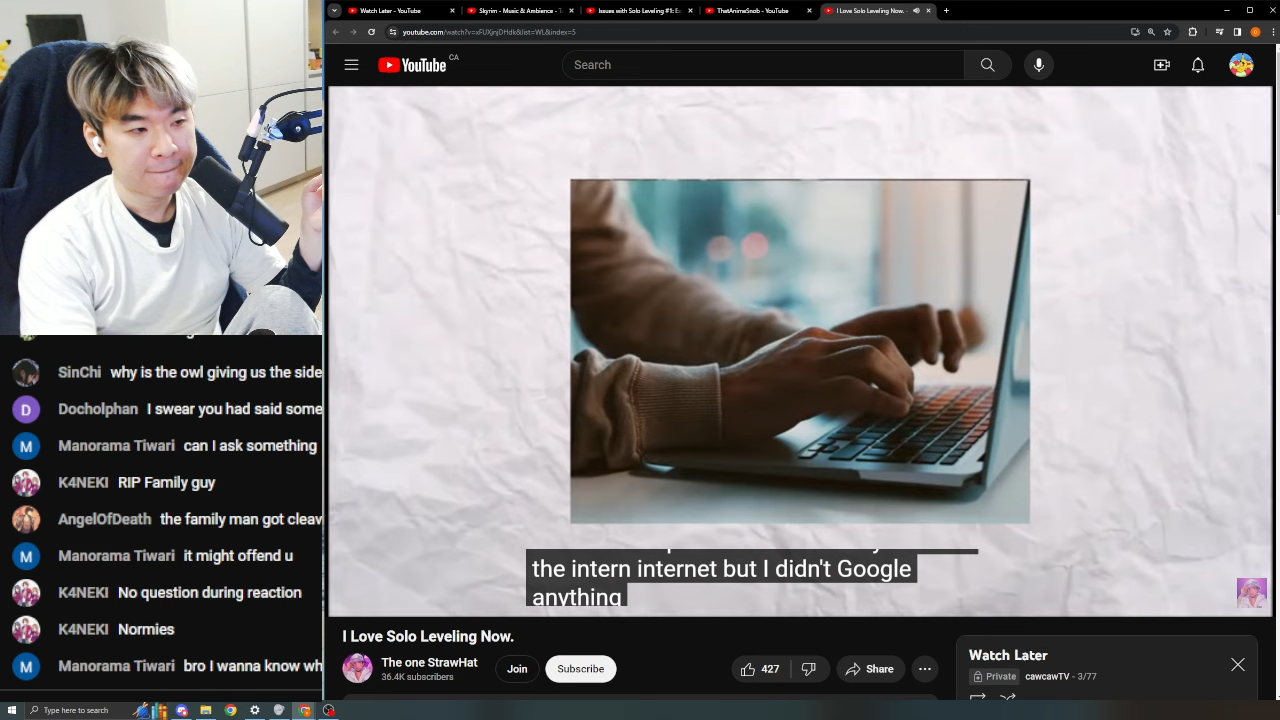 Watch Later - YouTube
Skyrim - Music & Ambience - T
Issues with Solo Leveling #1: E
ThatAnimeSnob - YouTube
I Love Solo Leveling Now. -
youtube.com/watch?v=xFUXjnjDHdk&list=WL&index=5
YouTube CA
Search
the intern internet but I didn't Google
anything
SinChi why is the owl giving us the side
Docholphan I swear you had said some
Manorama Tiwari can I ask something
K4NEKI RIP Family guy
AngelOfDeath the family man got cleav
Manorama Tiwari it might offend u
K4NEKI No question during reaction
K4NEKI Normies
Manorama Tiwari bro I wanna know wh
I Love Solo Leveling Now.
The one StrawHat
36.4K subscribers
Join
Subscribe
427
Share
Watch Later
Private cawcawTV - 3/77
Type here to search